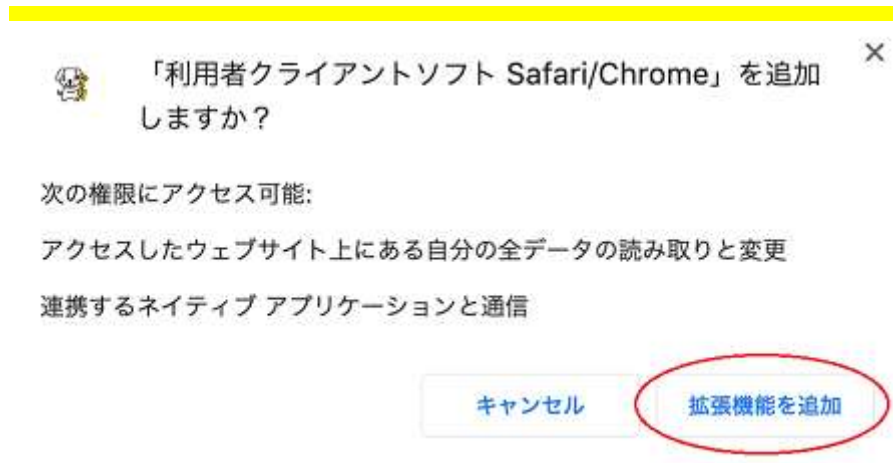 「利用者クライアントソフト Safari/Chrome」を追加
しますか？
次の権限にアクセス可能:
アクセスしたウェブサイト上にある自分の全データの読み取りと変更
連携するネイティブ アプリケーションと通信
キャンセル 拡張機能を追加